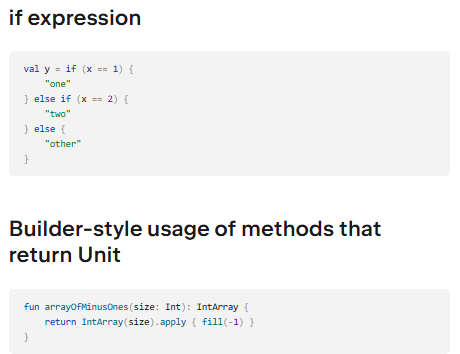 if expression
val y = if (x == 1) {
    "one"
} else if (x == 2) {
    "two"
} else {
    "other"
}
Builder-style usage of methods that
return Unit
fun arrayOfMinusOnes(size: Int): IntArray {
    return IntArray(size).apply { fill(-1) }
}